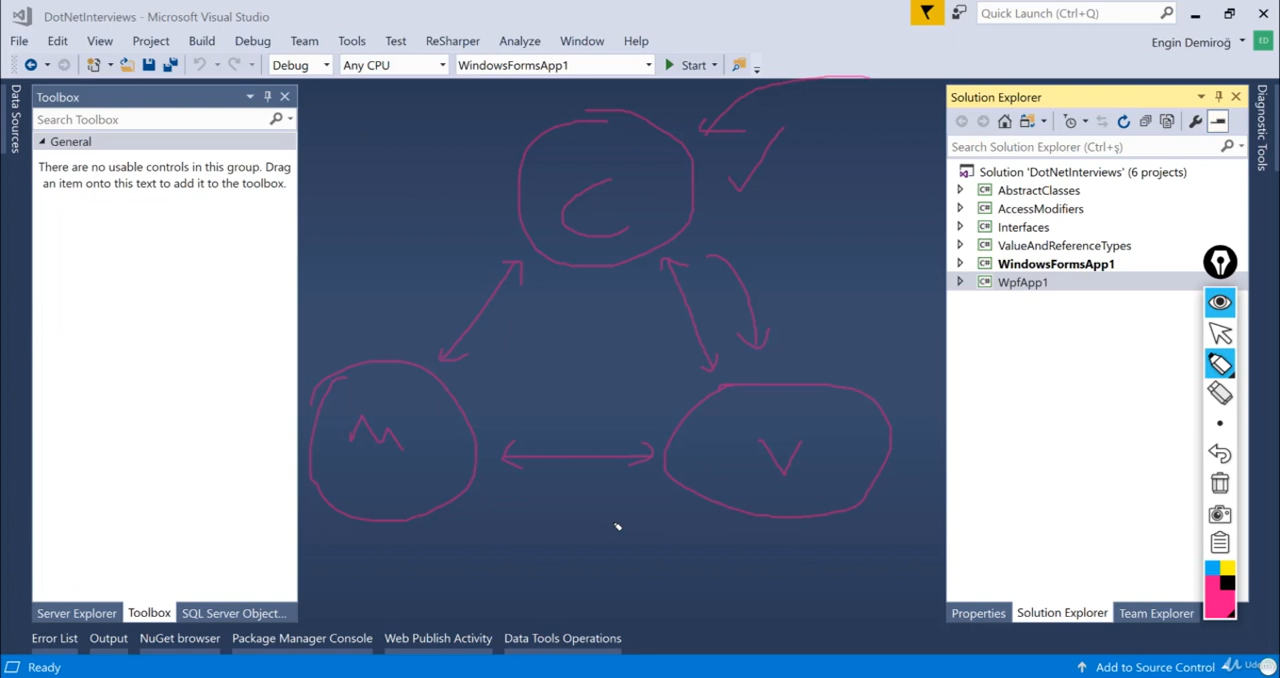 DotNetInterviews - Microsoft Visual Studio
Quick Launch (Ctrl+Q)
File Edit View Project Build Debug Team Tools Test ReSharper Analyze Window Help
Engin Demiroğ ED
Debug Any CPU WindowsFormsApp1 Start
Data Sources
Toolbox
Search Toolbox
General
There are no usable controls in this group. Drag
an item onto this text to add it to the toolbox.
Server Explorer Toolbox SQL Server Object...
C
M
V
Solution Explorer
Search Solution Explorer (Ctrl+ş)
Solution 'DotNetInterviews' (6 projects)
C# AbstractClasses
C# AccessModifiers
C# Interfaces
C# ValueAndReferenceTypes
C# WindowsFormsApp1
C# WpfApp1
Properties Solution Explorer Team Explorer
Diagnostic Tools
Error List Output NuGet browser Package Manager Console Web Publish Activity Data Tools Operations
Ready
Add to Source Control
Udemy